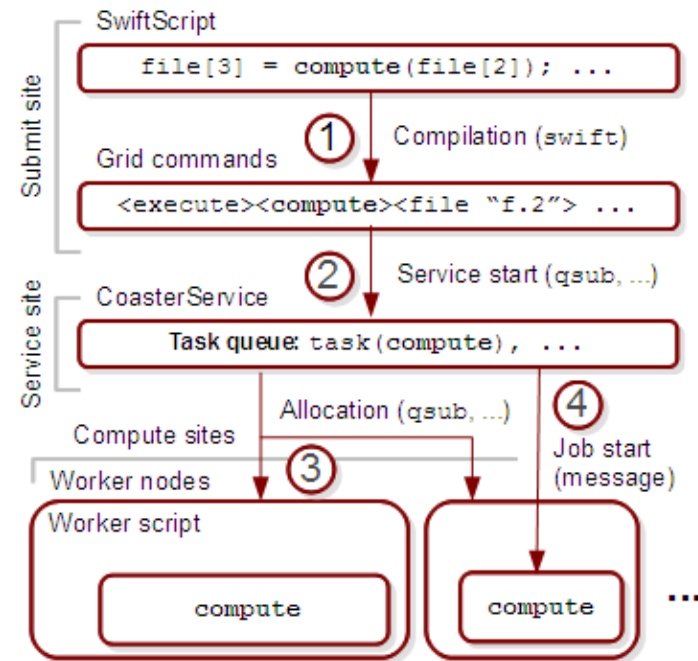 SwiftScript
file[3] = compute(file[2]); ...
Submit site
1
Compilation (swift)
Grid commands
<execute><compute><file “f.2”> ...
2
Service start (qsub, ...)
CoasterService
Service site
Task queue: task(compute), ...
Allocation (qsub, ...)
4
Compute sites
Job start
(message)
3
Worker nodes
Worker script
compute
compute
...